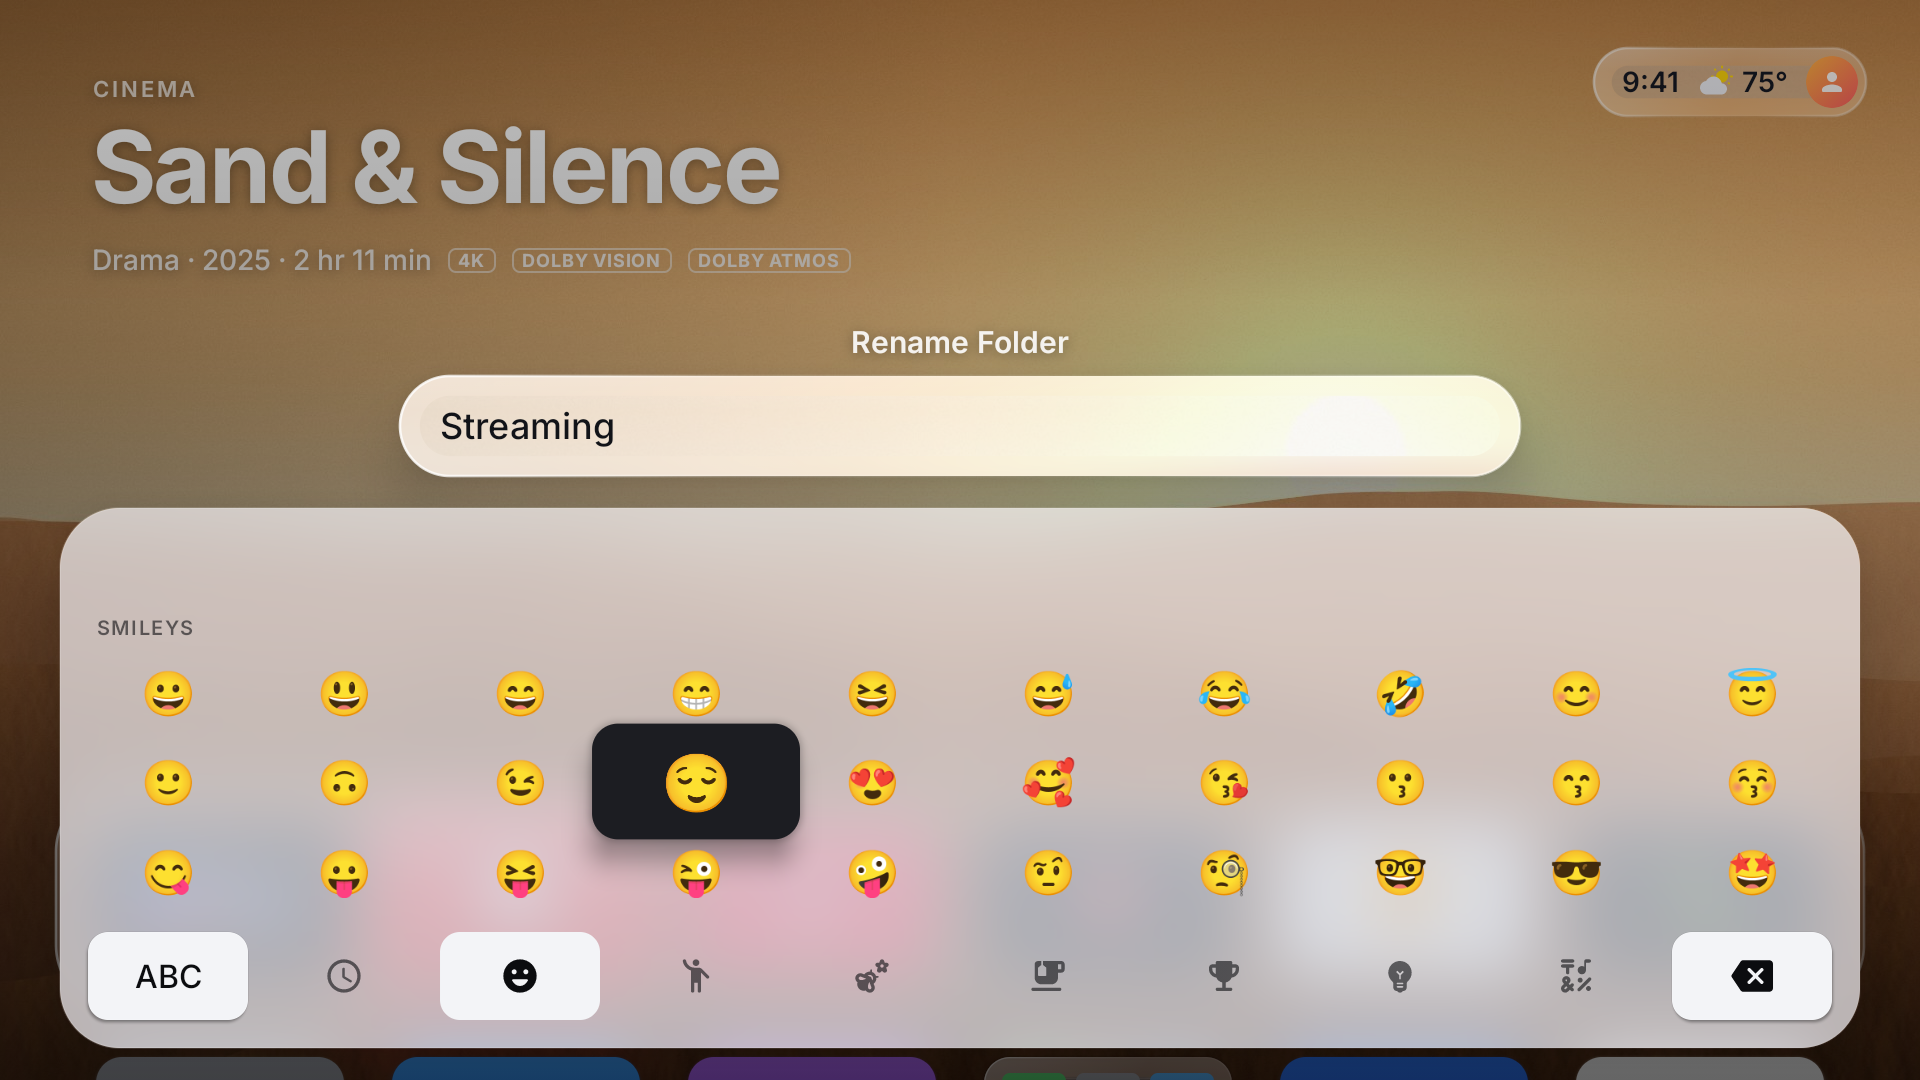 CINEMA
9:41 75°
Sand & Silence
Drama · 2025 · 2 hr 11 min 4K DOLBY VISION DOLBY ATMOS
Rename Folder
Streaming
SMILEYS
ABC